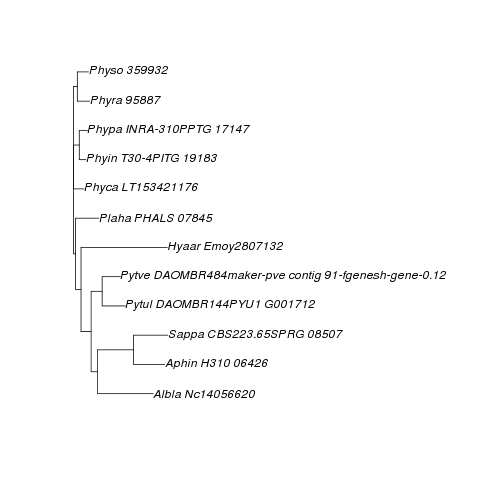 Physo 359932
Phyra 95887
Phypa INRA-310PPTG 17147
Phyin T30-4PITG 19183
Phyca LT153421176
Plaha PHALS 07845
Hyaar Emoy2807132
Pytve DAOMBR484maker-pve contig 91-fgenesh-gene-0.12
Pytul DAOMBR144PYU1 G001712
Sappa CBS223.65SPRG 08507
Aphin H310 06426
Albla Nc14056620